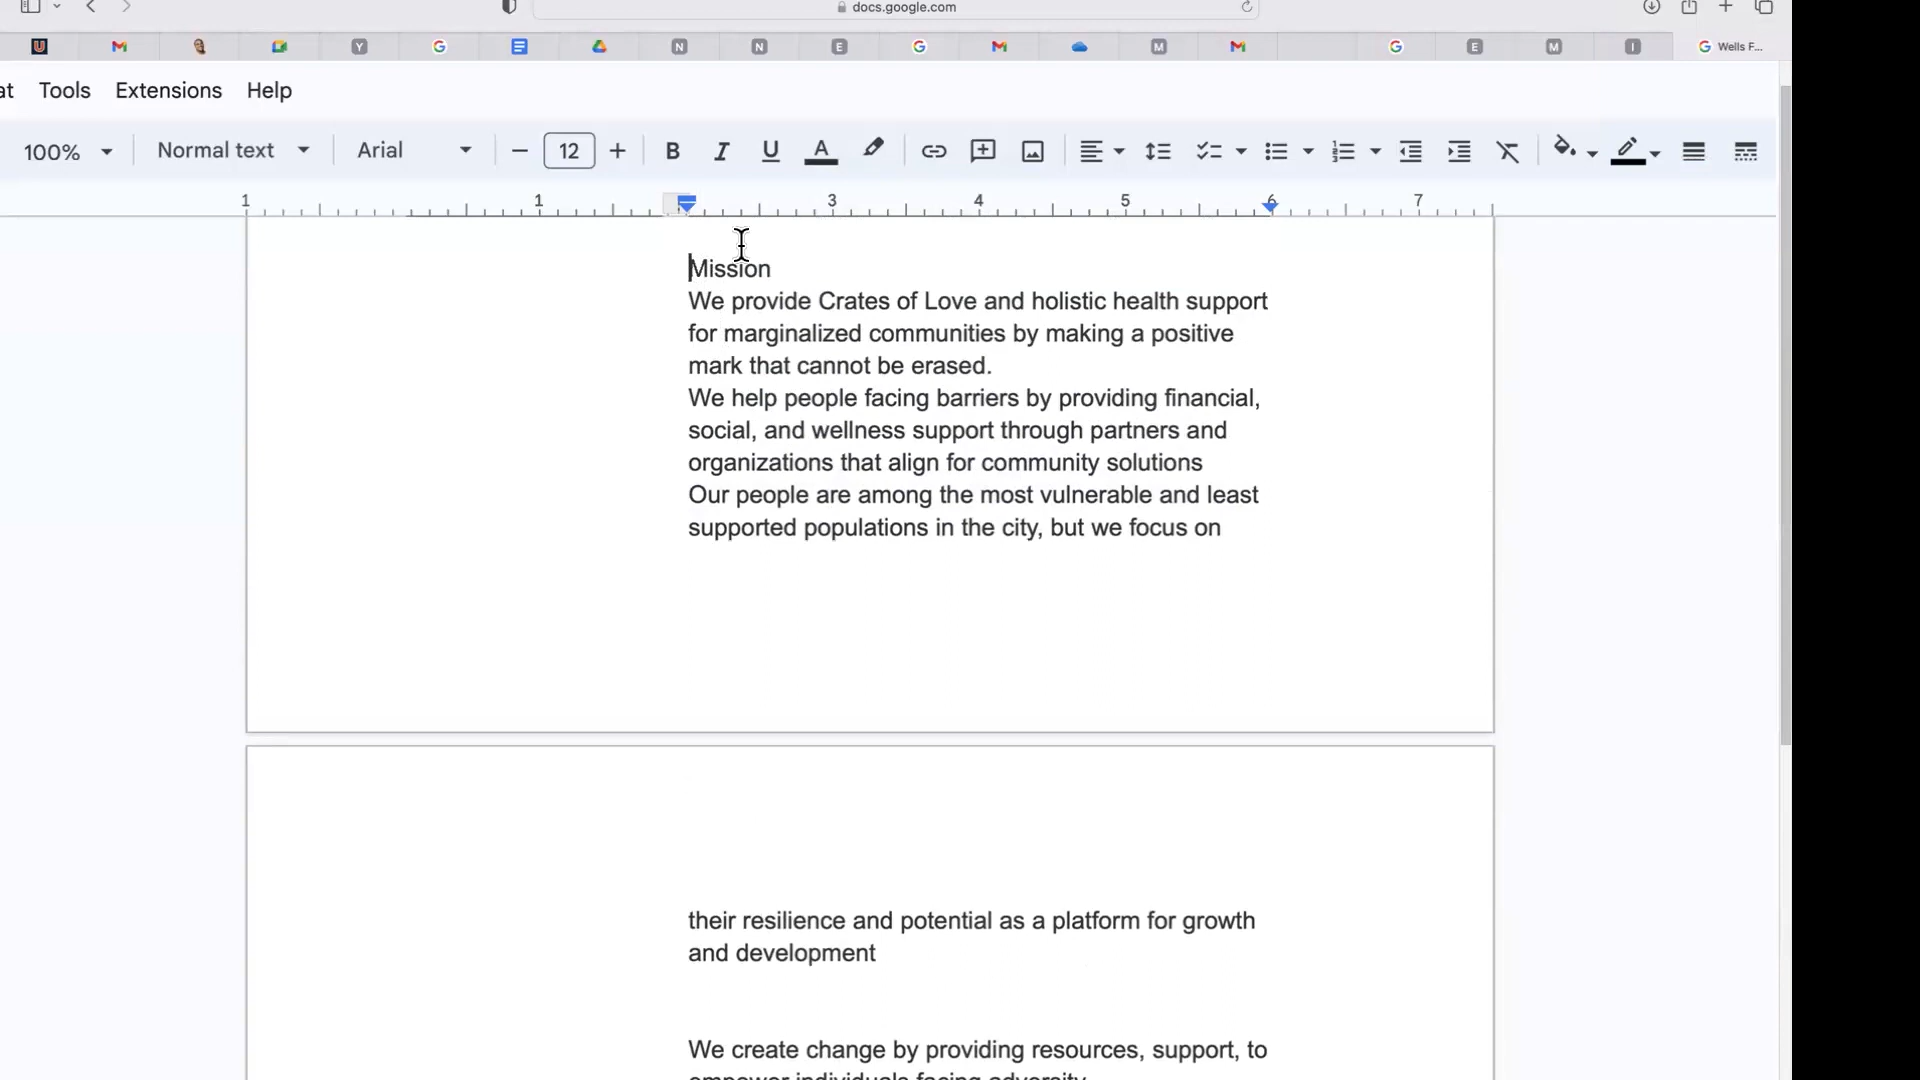 docs.google.com
U
Y
G
N
N
E
G
M
G
E
M
I
G Wells F...
at Tools Extensions Help
100% Normal text Arial 12 B I U A
1 1 3 4 5 6 7
Mission
We provide Crates of Love and holistic health support
for marginalized communities by making a positive
mark that cannot be erased.
We help people facing barriers by providing financial,
social, and wellness support through partners and
organizations that align for community solutions
Our people are among the most vulnerable and least
supported populations in the city, but we focus on
their resilience and potential as a platform for growth
and development
We create change by providing resources, support, to
empower individuals facing adversity